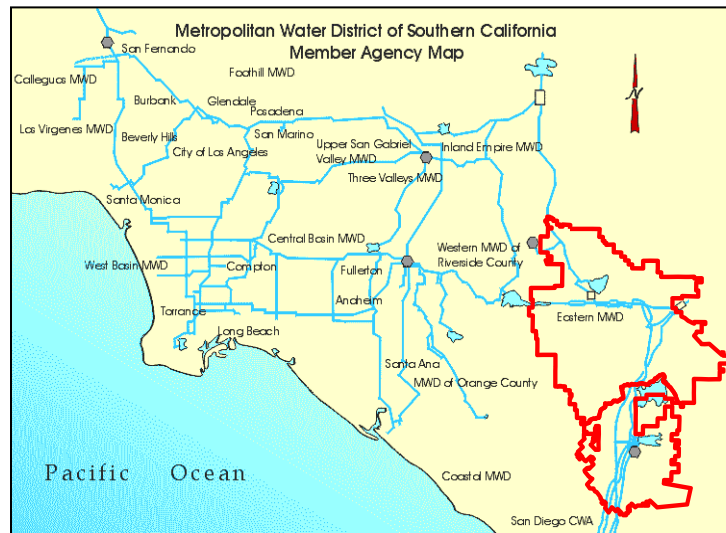 Metropolitan Water District of Southern California
Member Agency Map
San Fernando
Foothill MWD
Calleguas MWD
Burbank
Glendale
Pasadena
N
Las Virgenes MWD
Beverly Hills
San Marino
City of Los Angeles
Upper San Gabriel
Valley MWD
Inland Empire MWD
Three Valleys MWD
Santa Monica
Central Basin MWD
Western MWD of
Riverside County
West Basin MWD
Compton
Fullerton
Anaheim
Torrance
Eastern MWD
Long Beach
Santa Ana
MWD of Orange County
Pacific Ocean
Coastal MWD
San Diego CWA